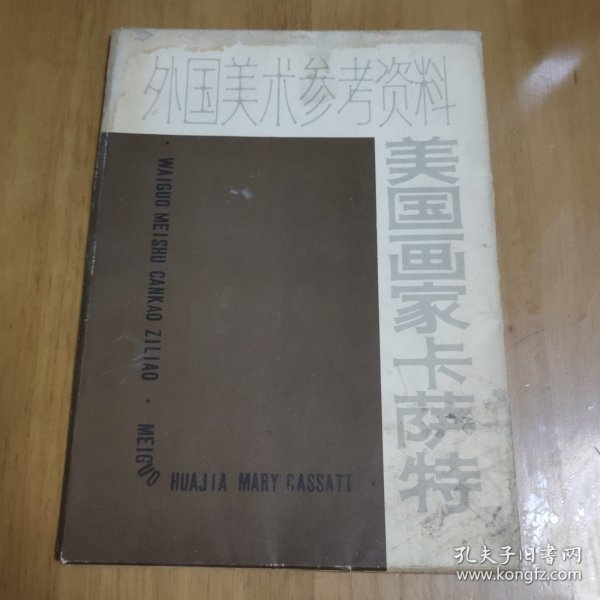 外国美术参考资料
美国画家卡萨特
· WAIGUO MEISHU CANKAO ZILIAO · MEIGUO HUAJIA MARY CASSATT ·
孔夫子旧书网
www.kongfz.com